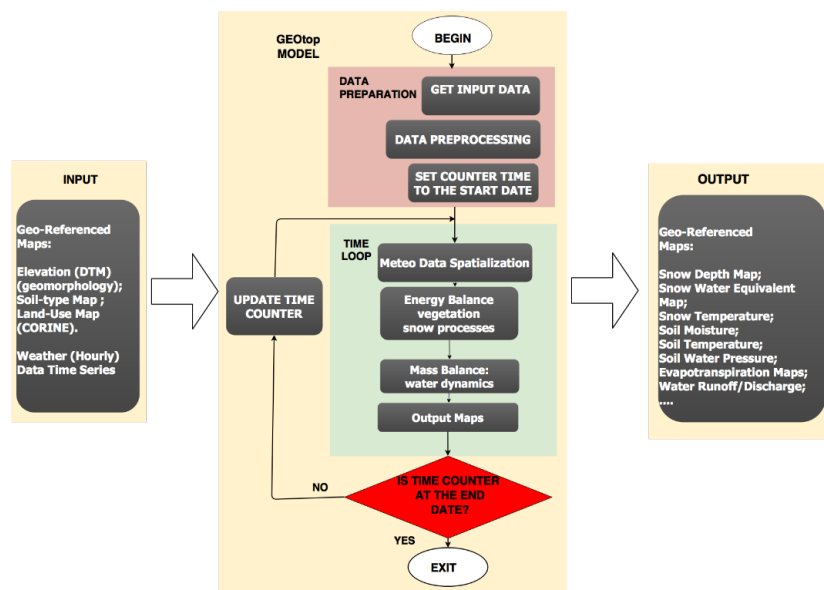 INPUT
Geo-Referenced
Maps:
Elevation (DTM)
(geomorphology);
Soil-type Map ;
Land-Use Map
(CORINE).
Weather (Hourly)
Data Time Series
GEOtop
MODEL
BEGIN
DATA
PREPARATION
GET INPUT DATA
DATA PREPROCESSING
SET COUNTER TIME
TO THE START DATE
TIME
LOOP
Meteo Data Spatialization
UPDATE TIME
COUNTER
Energy Balance
vegetation
snow processes
Mass Balance:
water dynamics
Output Maps
IS TIME COUNTER
AT THE END
DATE?
NO
YES
EXIT
OUTPUT
Geo-Referenced
Maps:
Snow Depth Map;
Snow Water Equivalent
Map;
Snow Temperature;
Soil Moisture;
Soil Temperature;
Soil Water Pressure;
Evapotranspiration Maps;
Water Runoff/Discharge;
....